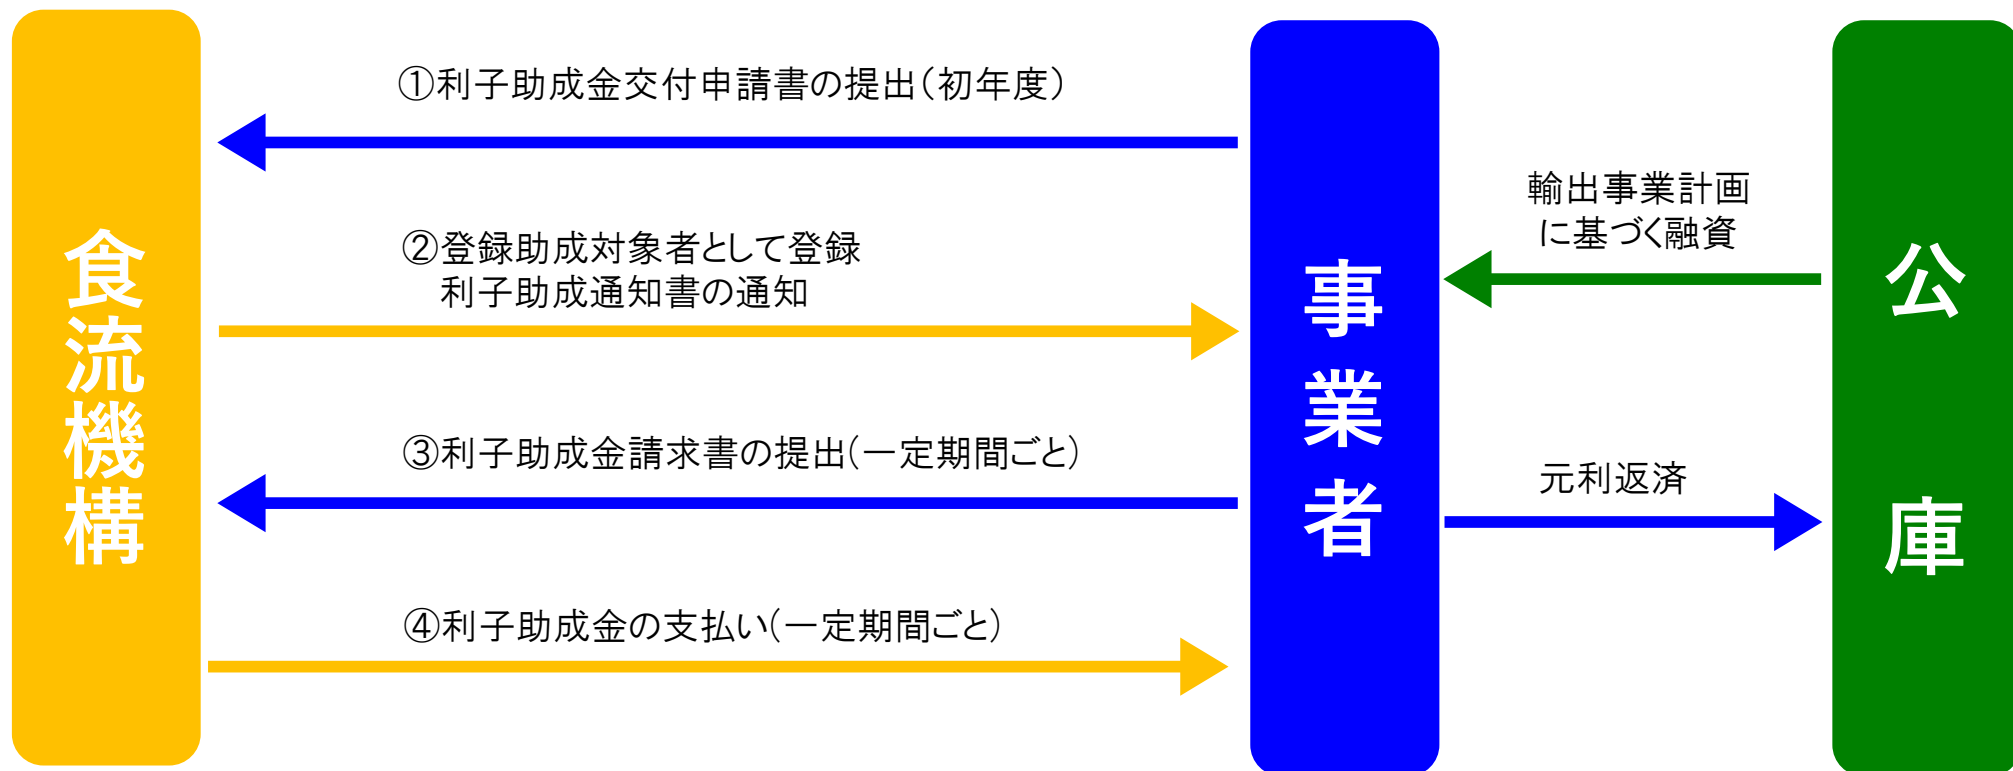 食流機構
①利子助成金交付申請書の提出（初年度）
②登録助成対象者として登録
利子助成通知書の通知
③利子助成金請求書の提出(一定期間ごと)
④利子助成金の支払い(一定期間ごと)
事業者
輸出事業計画
に基づく融資
元利返済
公庫